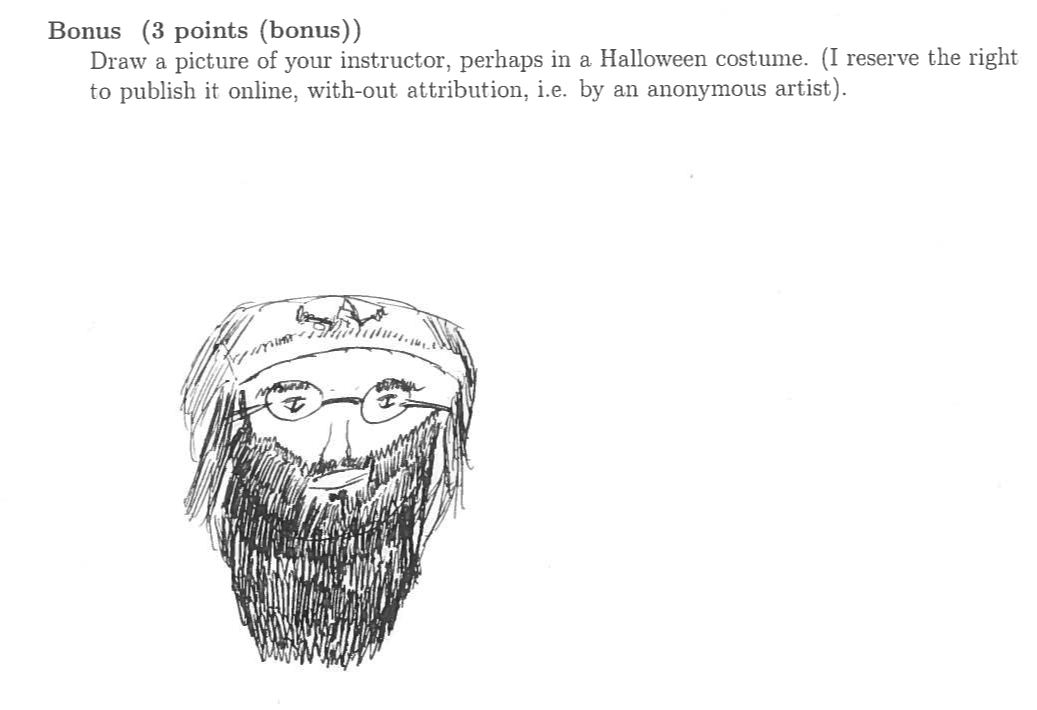 Bonus (3 points (bonus))
Draw a picture of your instructor, perhaps in a Halloween costume. (I reserve the right
to publish it online, with-out attribution, i.e. by an anonymous artist).